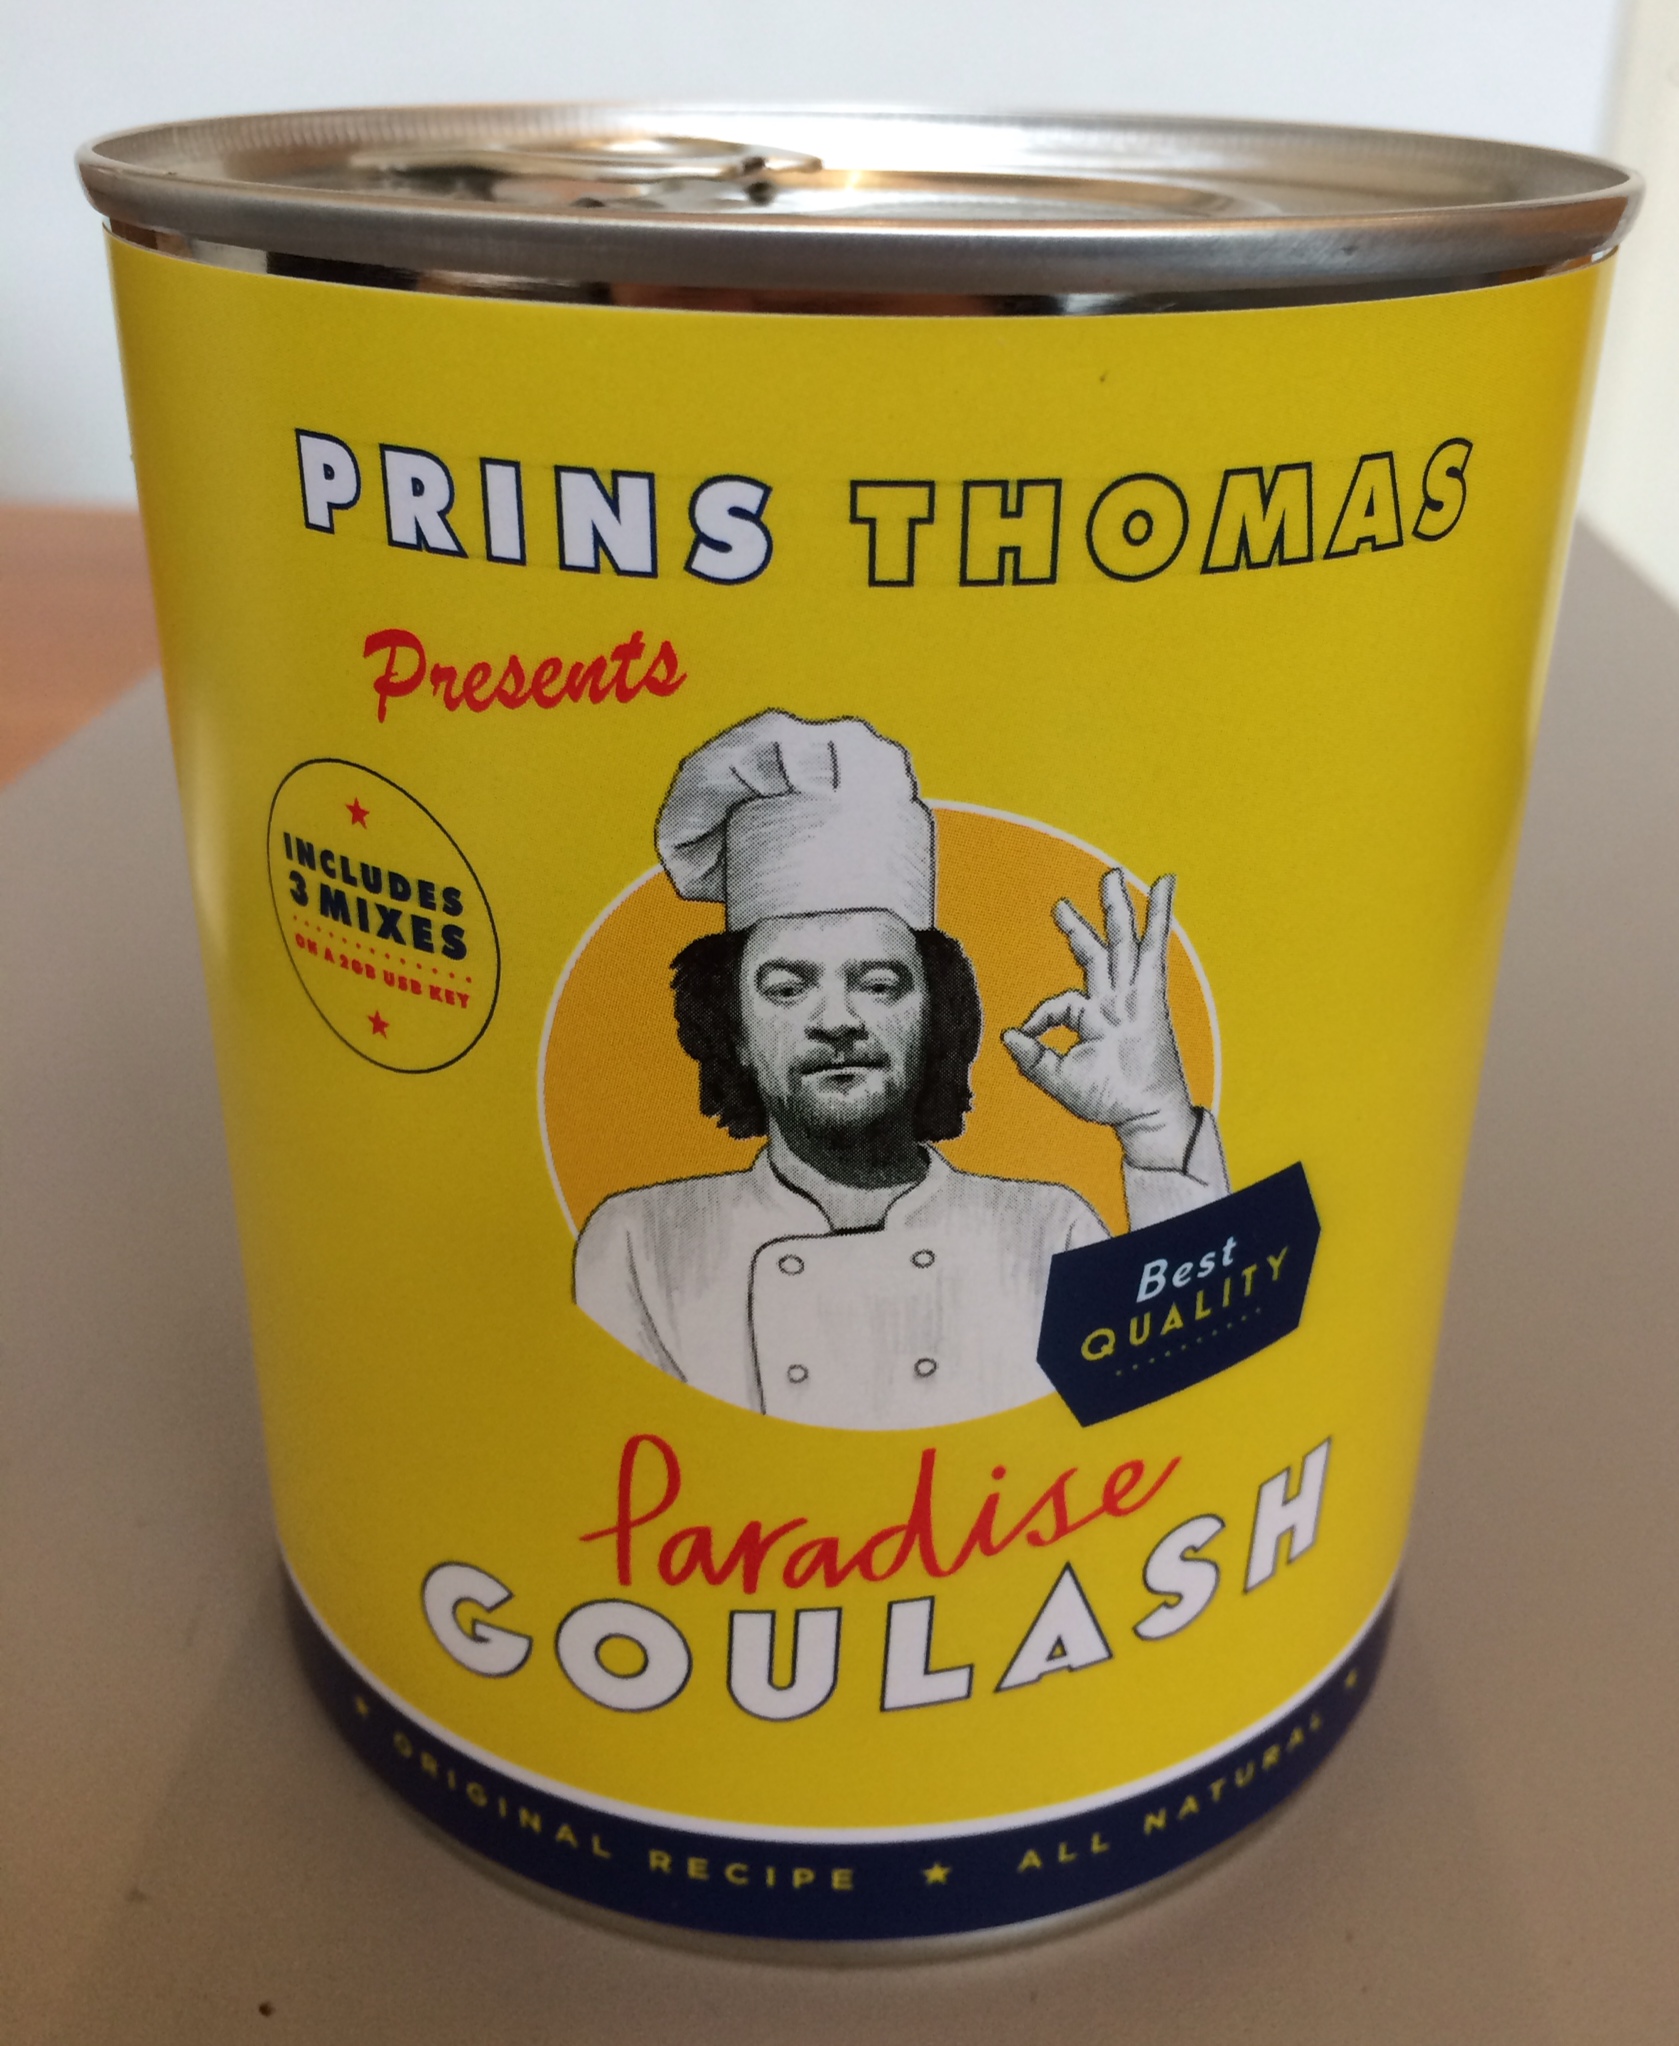 PRINS THOMAS
Presents
INCLUDES
3 MIXES
ON A 2GB USB KEY
Best
QUALITY
Paradise
GOULASH
★ ORIGINAL RECIPE ★ ALL NATURAL ★